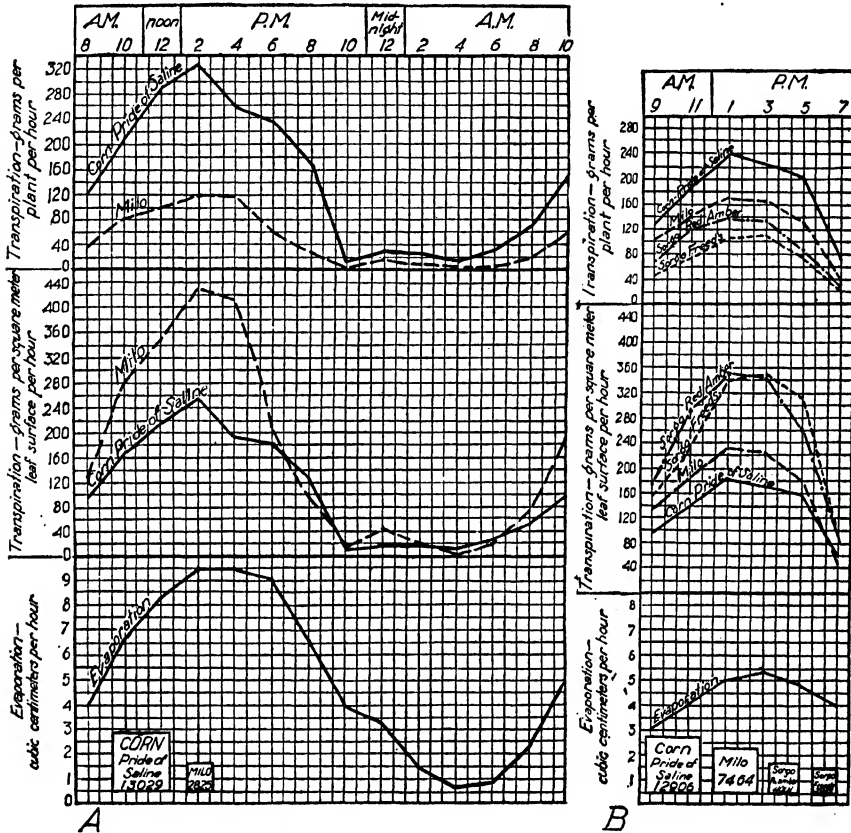 A.M. noon P.M. Mid-night A.M.
8 10 12 2 4 6 8 10 12 2 4 6 8 10
Transpiration—grams per plant per hour
320
280
240
200
160
120
80
40
0
Corn Pride of Saline
Milo
Transpiration—grams per square meter leaf surface per hour
440
400
360
320
280
240
200
160
120
80
40
0
Milo
Corn Pride of Saline
Evaporation—cubic centimeters per hour
9
8
7
6
5
4
3
2
1
0
Evaporation
CORN
Pride of
Saline
13029
MILO
2825
A
A.M. P.M.
9 11 1 3 5 7
Transpiration—grams per plant per hour
280
240
200
160
120
80
40
0
Corn Pride of Saline
Milo
Sorgo Red Amber
Sorgo Freed's
Transpiration—grams per square meter leaf surface per hour
440
400
360
320
280
240
200
160
120
80
40
Sorgo Red Amber
Sorgo Freed's
Milo
Corn Pride of Saline
Evaporation—cubic centimeters per hour
8
7
6
5
4
3
2
1
Evaporation
Corn
Pride of
Saline
12906
Milo
7464
Sorgo
B